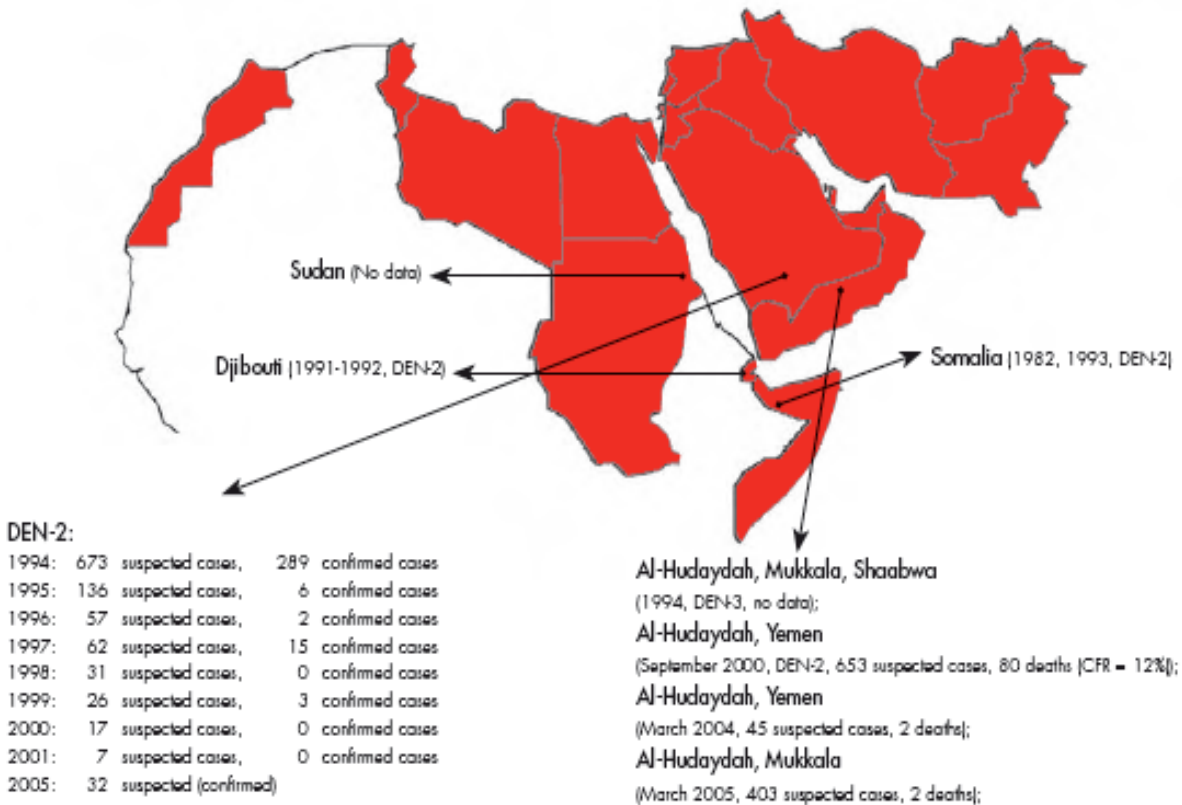 Sudan (No data)
Djibouti (1991-1992, DEN-2)
Somalia (1982, 1993, DEN-2)
DEN-2:
1994: 673 suspected cases, 289 confirmed cases
1995: 136 suspected cases, 6 confirmed cases
1996: 57 suspected cases, 2 confirmed cases
1997: 62 suspected cases, 15 confirmed cases
1998: 31 suspected cases, 0 confirmed cases
1999: 26 suspected cases, 3 confirmed cases
2000: 17 suspected cases, 0 confirmed cases
2001: 7 suspected cases, 0 confirmed cases
2005: 32 suspected (confirmed)
Al-Hudaydah, Mukkala, Shaabwa
(1994, DEN-3, no data);
Al-Hudaydah, Yemen
(September 2000, DEN-2, 653 suspected cases, 80 deaths (CFR = 12%));
Al-Hudaydah, Yemen
(March 2004, 45 suspected cases, 2 deaths);
Al-Hudaydah, Mukkala
(March 2005, 403 suspected cases, 2 deaths);